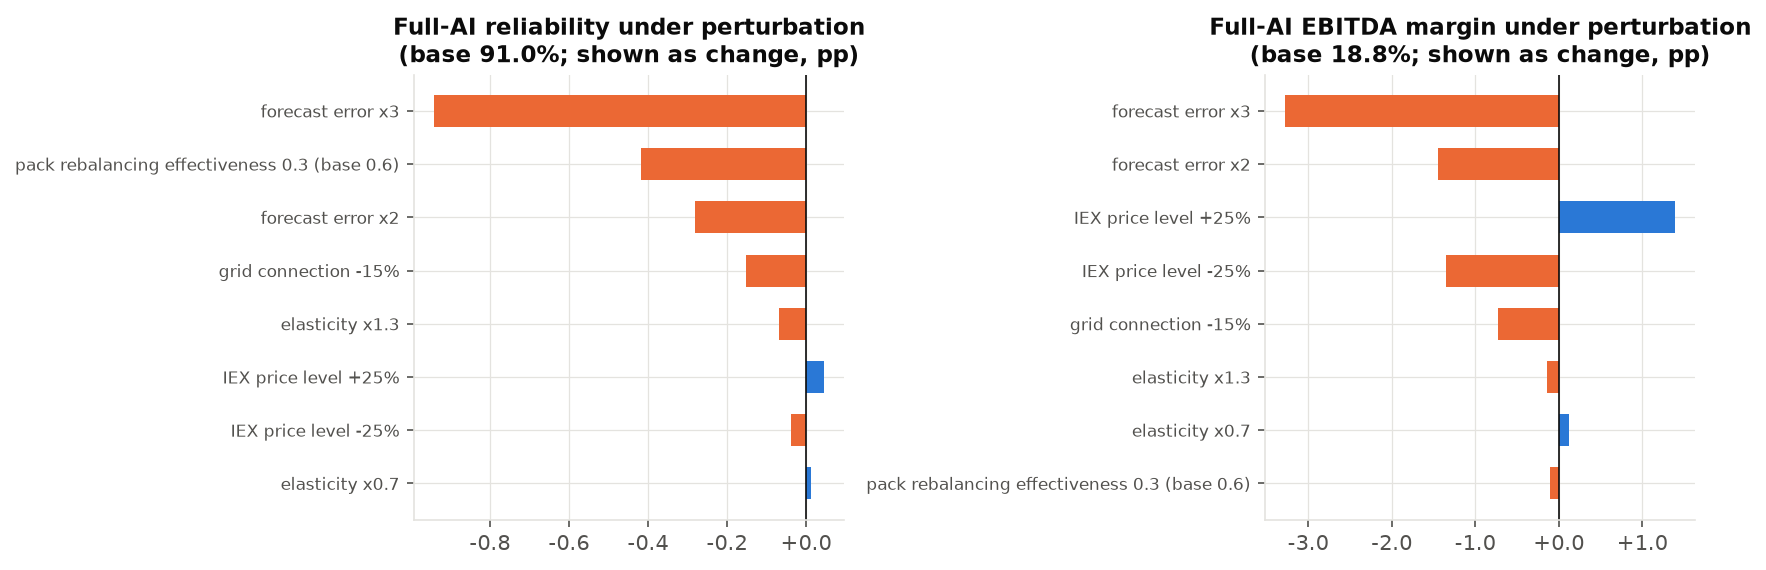 Full-AI reliability under perturbation
(base 91.0%; shown as change, pp)
forecast error x3
pack rebalancing effectiveness 0.3 (base 0.6)
forecast error x2
grid connection -15%
elasticity x1.3
IEX price level +25%
IEX price level -25%
elasticity x0.7
-0.8 -0.6 -0.4 -0.2 +0.0
Full-AI EBITDA margin under perturbation
(base 18.8%; shown as change, pp)
forecast error x3
forecast error x2
IEX price level +25%
IEX price level -25%
grid connection -15%
elasticity x1.3
elasticity x0.7
pack rebalancing effectiveness 0.3 (base 0.6)
-3.0 -2.0 -1.0 +0.0 +1.0